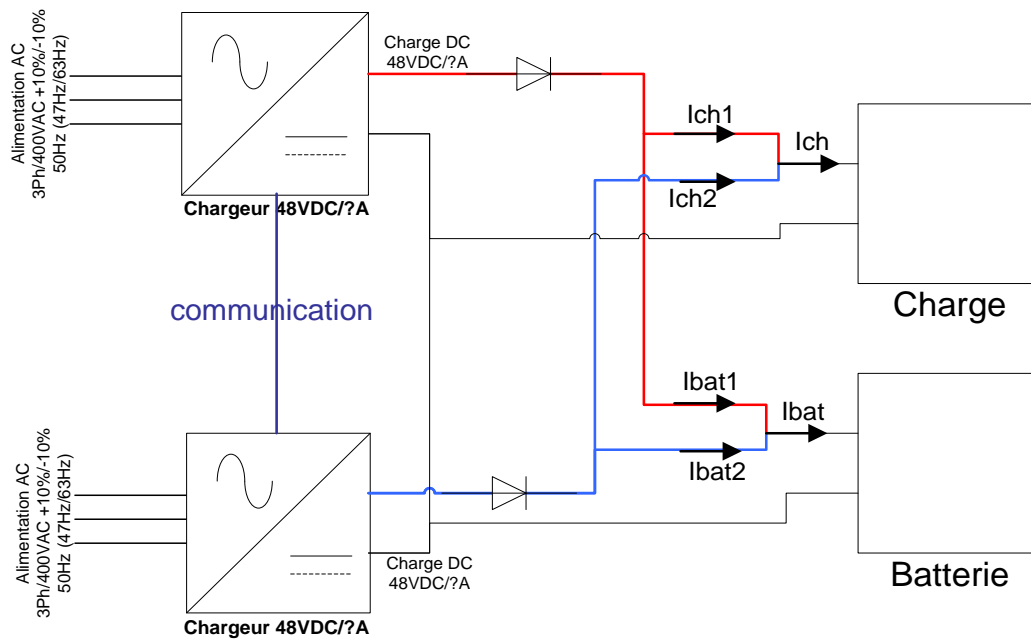 Alimentation AC
3Ph/400VAC +10%/-10%
50Hz (47Hz/63Hz)
Charge DC
48VDC/?A
Chargeur 48VDC/?A
Ich1
Ich
Ich2
Charge
communication
Ibat1
Ibat
Ibat2
Batterie
Alimentation AC
3Ph/400VAC +10%/-10%
50Hz (47Hz/63Hz)
Charge DC
48VDC/?A
Chargeur 48VDC/?A